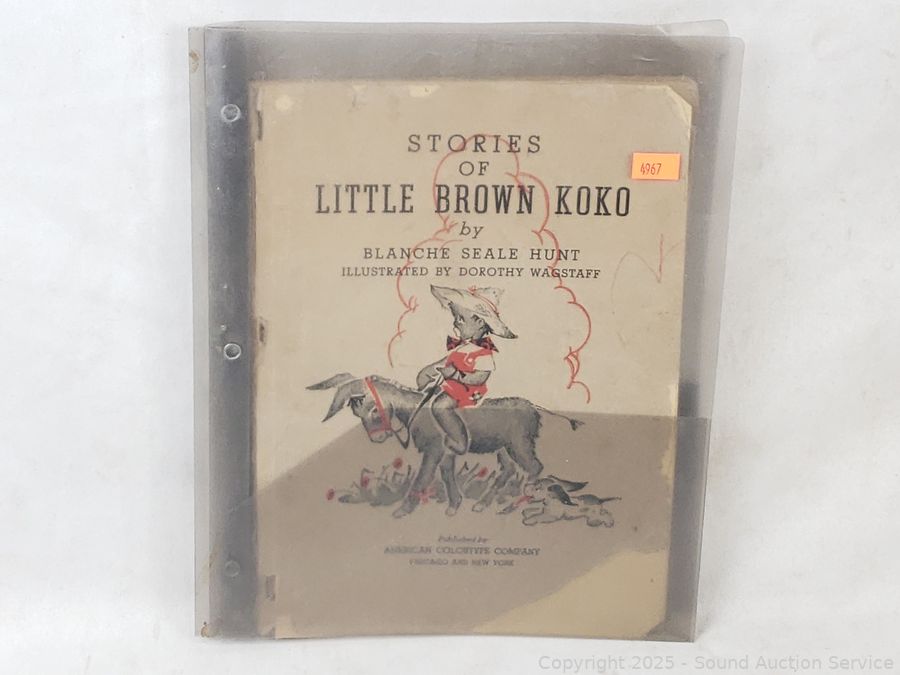 STORIES
OF
LITTLE BROWN KOKO
by
BLANCHE SEALE HUNT
ILLUSTRATED BY DOROTHY WAGSTAFF
4967
Published by
AMERICAN COLORTYPE COMPANY
CHICAGO AND NEW YORK
Copyright 2025 - Sound Auction Service